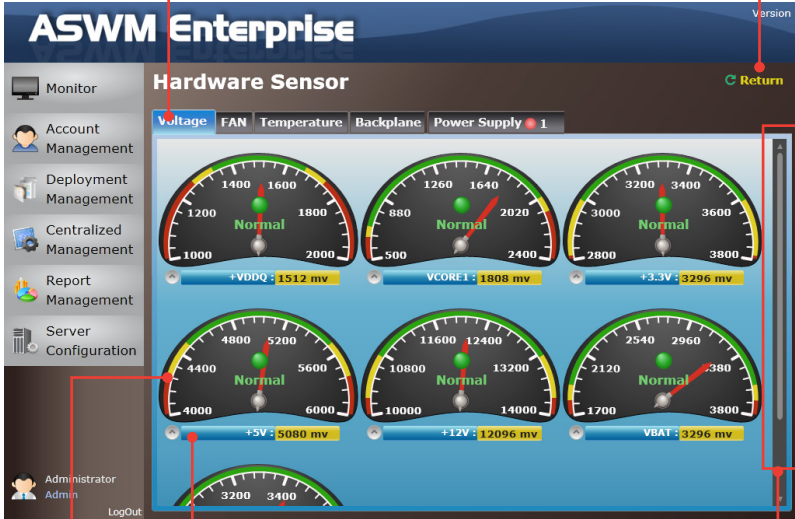 ASWM Enterprise
Version
Monitor
Account
Management
Deployment
Management
Centralized
Management
Report
Management
Server
Configuration
Administrator
Admin
LogOut
Hardware Sensor
Return
Voltage FAN Temperature Backplane Power Supply 1
1000 1200 1400 1600 1800 2000
Normal
+VDDQ : 1512 mv
500 880 1260 1640 2020 2400
Normal
VCORE1 : 1808 mv
2800 3000 3200 3400 3600 3800
Normal
+3.3V : 3296 mv
4000 4400 4800 5200 5600 6000
Normal
+5V : 5080 mv
10000 10800 11600 12400 13200 14000
Normal
+12V : 12096 mv
1700 2120 2540 2960 3380 3800
Normal
VBAT : 3296 mv
3200 3400